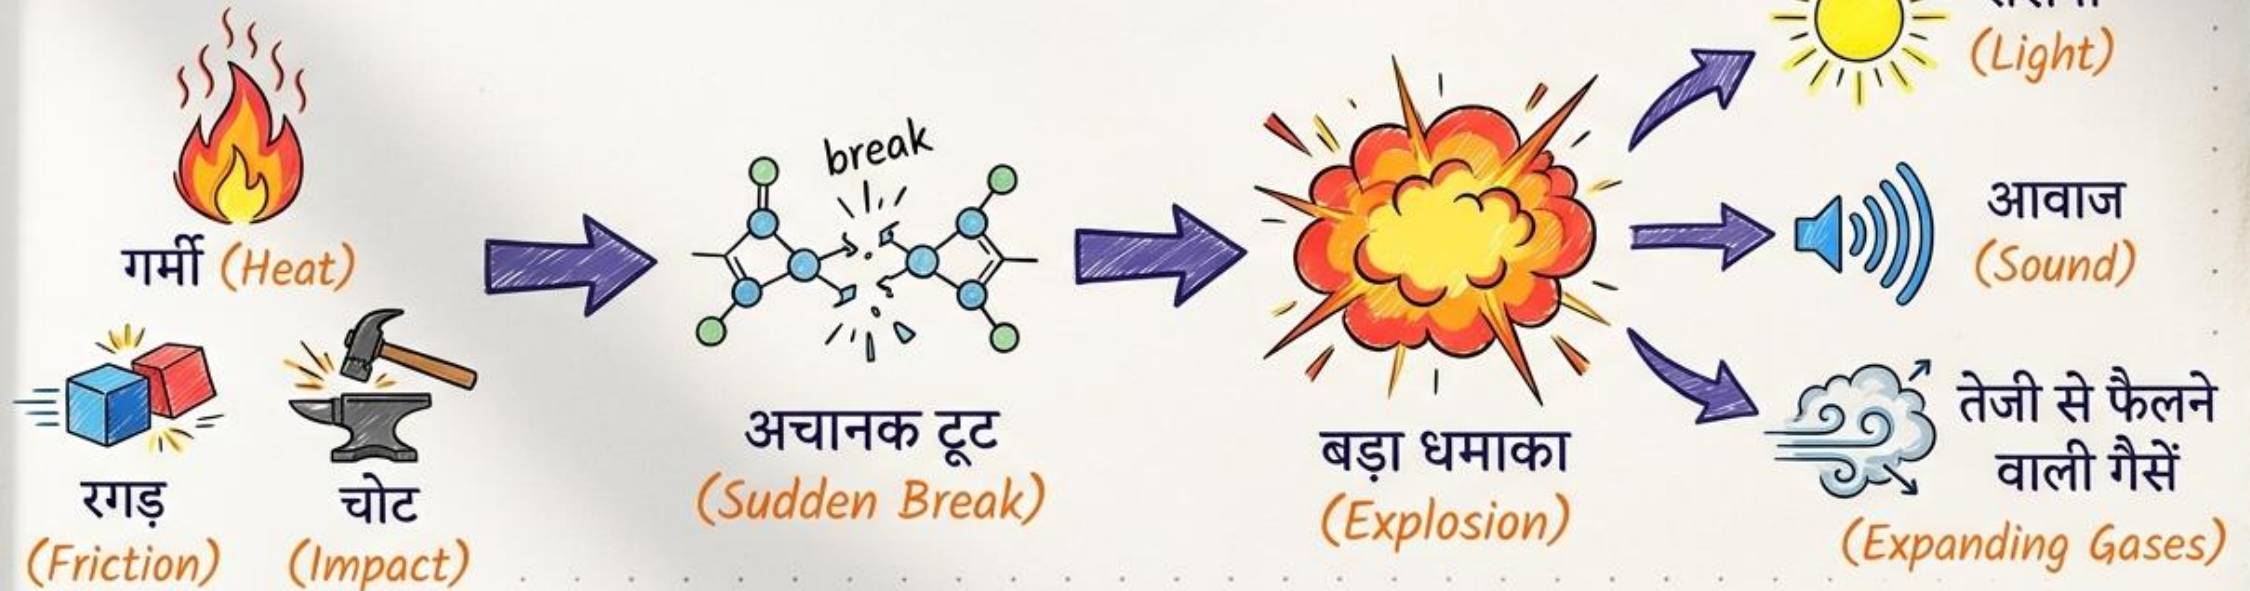 गर्मी (Heat)
रगड़
(Friction)
चोट
(Impact)
break
अचानक टूट
(Sudden Break)
बड़ा धमाका
(Explosion)
(Light)
आवाज
(Sound)
तेजी से फैलने
वाली गैसें
(Expanding Gases)